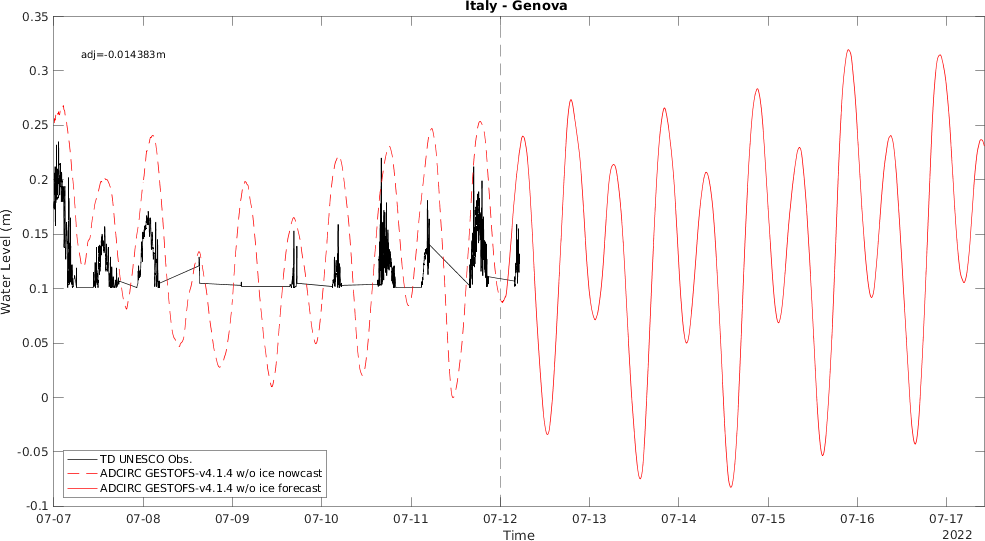 Italy - Genova
adj=-0.014383m
0.35
0.3
0.25
0.2
0.15
0.1
0.05
0
-0.05
-0.1
Water Level (m)
TD UNESCO Obs.
ADCIRC GESTOFS-v4.1.4 w/o ice nowcast
ADCIRC GESTOFS-v4.1.4 w/o ice forecast
07-07 07-08 07-09 07-10 07-11 07-12 07-13 07-14 07-15 07-16 07-17
Time
2022